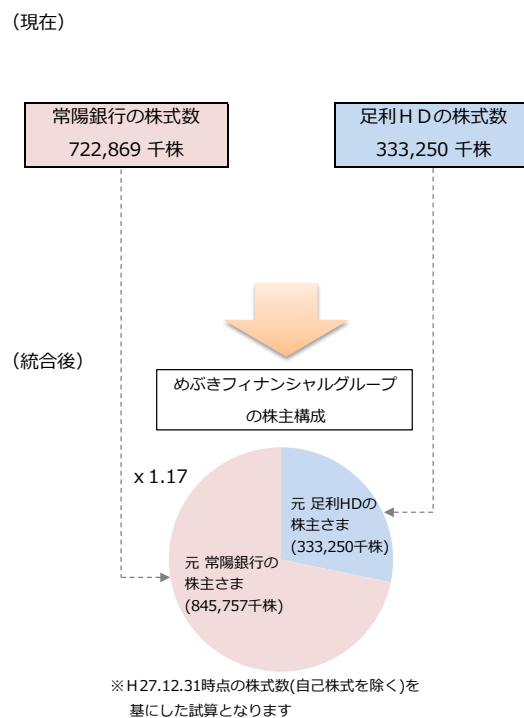 （現在）
常陽銀行の株式数
722,869 千株
足利ＨＤの株式数
333,250 千株
（統合後）
めぶきフィナンシャルグループ
の株主構成
ｘ1.17
元 足利HDの
株主さま
(333,250千株)
元 常陽銀行の
株主さま
(845,757千株)
※Ｈ27.12.31時点の株式数(自己株式を除く)を
基にした試算となります